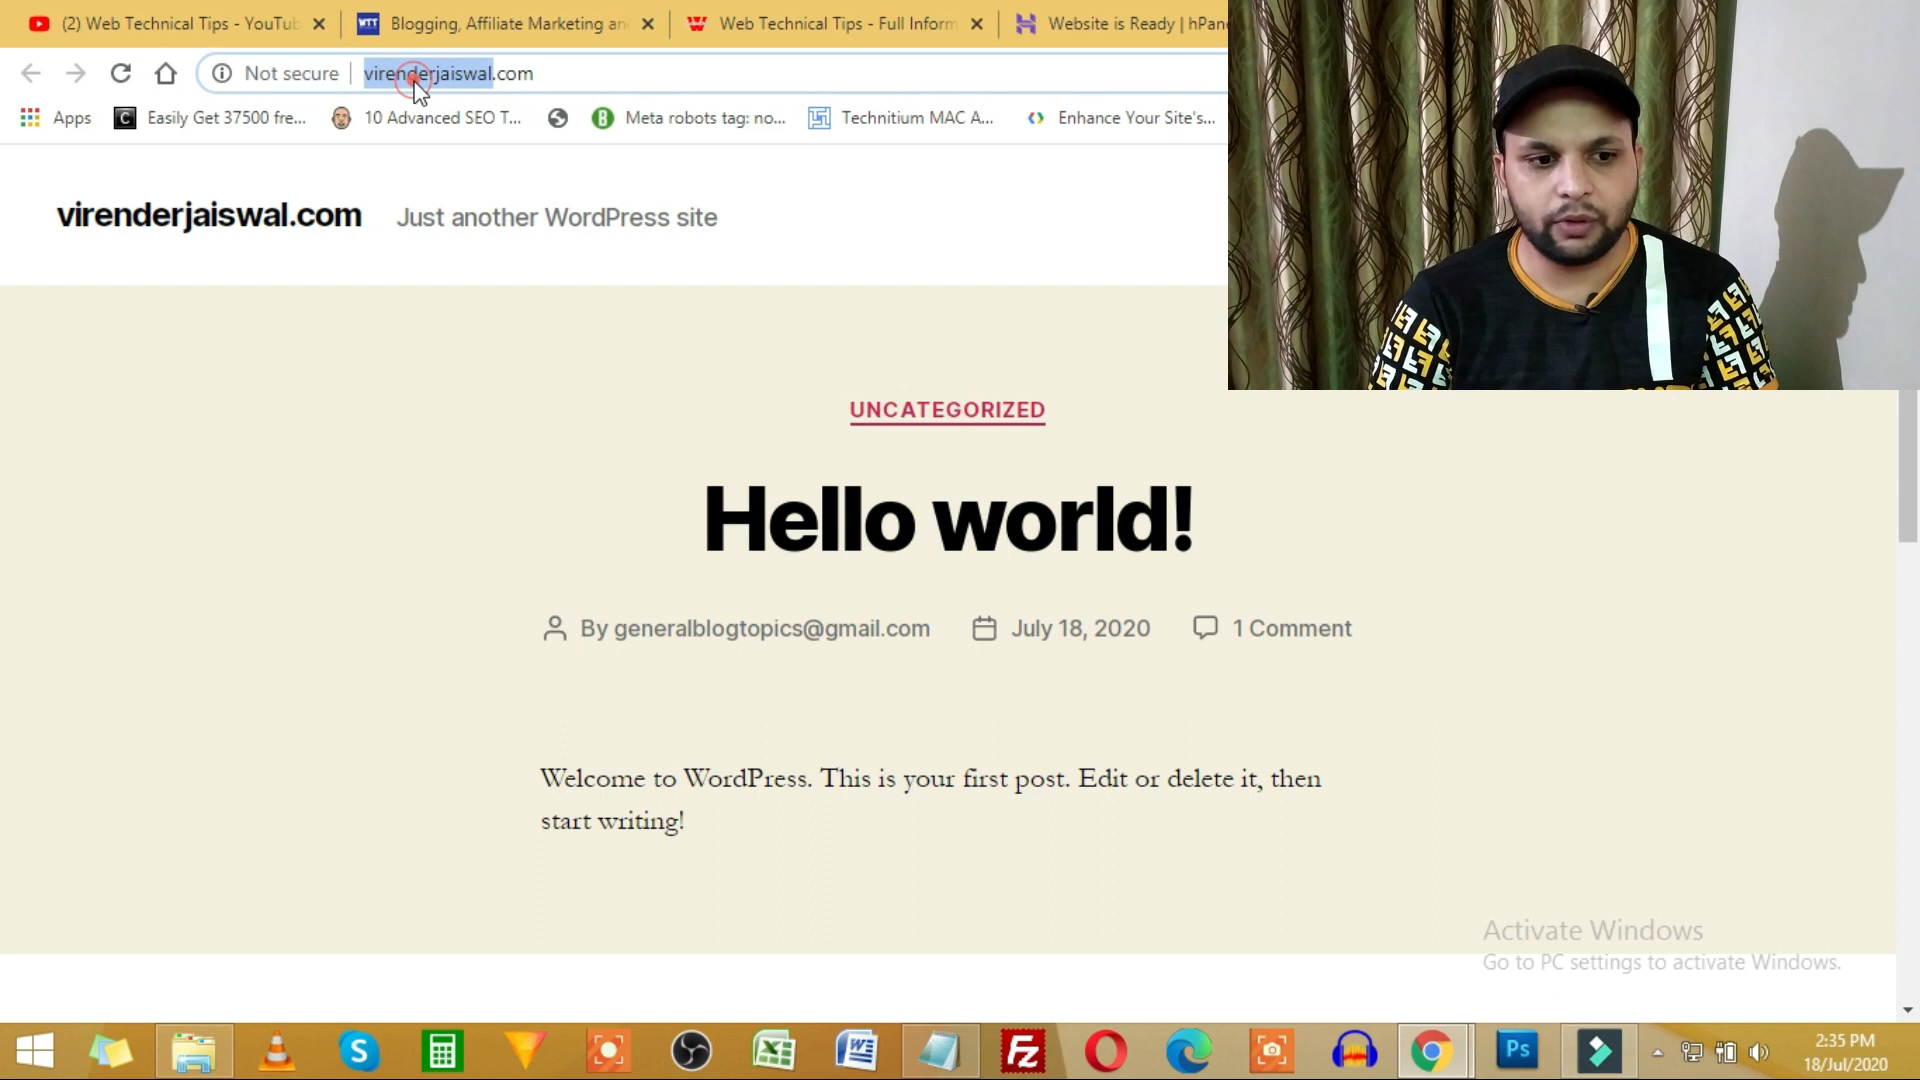 (2) Web Technical Tips - YouTub
WTT
Blogging, Affiliate Marketing an
Web Technical Tips - Full Inform
Website is Ready | hPan
Not secure
virenderjaiswal.com
Apps
C
Easily Get 37500 fre...
10 Advanced SEO T...
Meta robots tag: no...
Technitium MAC A...
Enhance Your Site's...
virenderjaiswal.com
Just another WordPress site
UNCATEGORIZED
Hello world!
By generalblogtopics@gmail.com
July 18, 2020
1 Comment
Welcome to WordPress. This is your first post. Edit or delete it, then
start writing!
Activate Windows
Go to PC settings to activate Windows.
S
Fz
Ps
2:35 PM
18/Jul/2020